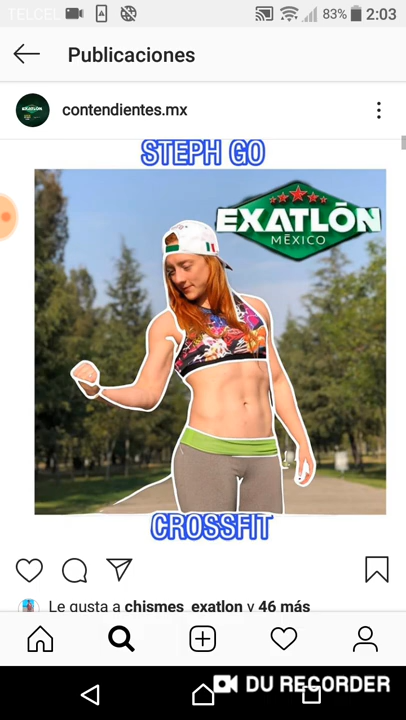 TELCEL 83% 2:03
Publicaciones
EXATLÓN
contendientes.mx
STEPH GO
EXATLÓN
MÉXICO
CROSSFIT
Le gusta a chismes_exatlon y 46 más
DU RECORDER